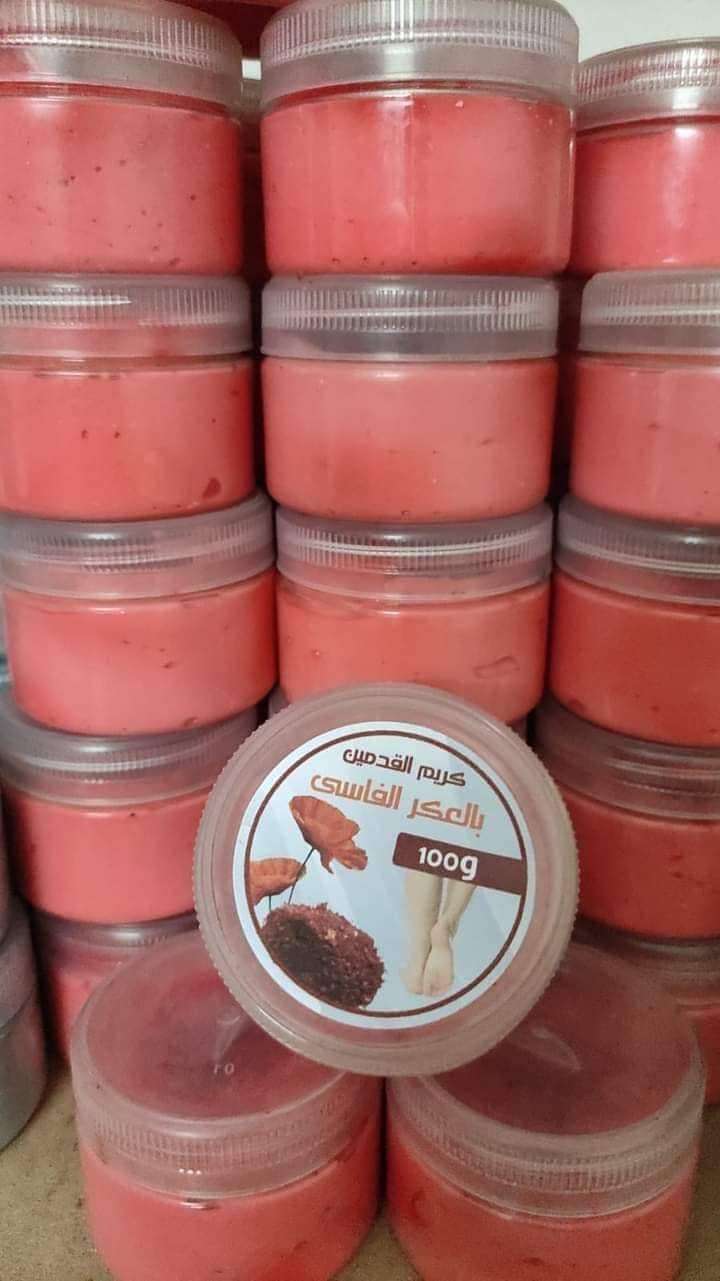 كريم القدمين
بالعكر الفاسى
100g